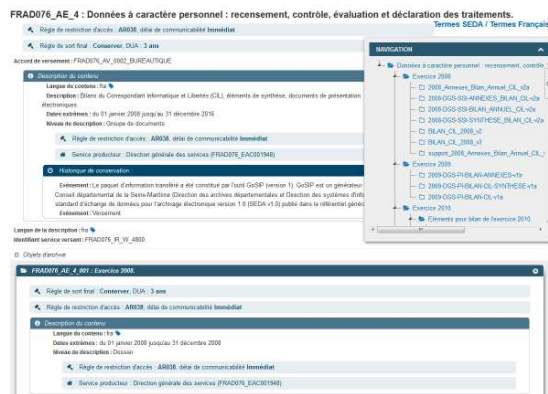 FRAD076_AE_4 : Données à caractère personnel : recensement, contrôle, évaluation et déclaration des traitements.
Termes SEDA / Termes Français
Règle de restriction d'accès : AR038, délai de communicabilité Immédiat
Règle de sort final : Conserver, DUA : 3 ans
Accord de versement : FRAD076_AV_0002_BUREAUTIQUE
Description du contenu
Langue du contenu : fra
Description : Bilans du Correspondant Informatique et Libertés (CIL), éléments de synthèse, documents de présentation
électroniques.
Dates extrêmes : du 01 janvier 2008 jusqu'au 31 décembre 2016
Niveau de description : Groupe de documents
Règle de restriction d'accès : AR038, délai de communicabilité Immédiat
Service producteur : Direction générale des services (FRAD076_EAC001948)
Historique de conservation :
Evénement : Le paquet d'information transféré a été constitué par l'outil GoSIP (version 1). GoSIP est un générateur
Conseil départemental de la Seine-Maritime (Direction des archives départementales et Direction des systèmes d'info
standard d'échange de données pour l'archivage électronique version 1.0 (SEDA v1.0) publié dans le référentiel géné
Evénement : Versement
Langue de la description : fra
Identifiant service versant : FRAD076_IR_W_4800
Objets d'archive
FRAD076_AE_4_001 : Exercice 2008.
Règle de sort final : Conserver, DUA : 3 ans
Règle de restriction d'accès : AR038, délai de communicabilité Immédiat
Description du contenu
Langue du contenu : fra
Dates extrêmes : du 01 janvier 2008 jusqu'au 31 décembre 2008
Niveau de description : Dossier
Règle de restriction d'accès : AR038, délai de communicabilité Immédiat
Service producteur : Direction générale des services (FRAD076_EAC001948)
NAVIGATION
Données à caractère personnel : recensement, contrôle
Exercice 2008
2008_Annexes_Bilan_Annuel_CIL_v2a
2008-DGS-SSI-ANNEXES_BILAN_CIL-v2a
2008-DGS-SSI-BILAN_ANNUEL_CIL-v2a
2008-DGS-SSI-SYNTHESE_BILAN_CIL-v2a
BILAN_CIL_2008_v2
BILAN_CIL_2008_v3
support_2008_Annexes_Bilan_Annuel_CIL_
Exercice 2009
2009-DGS-PI-BILAN-ANNEXES-v1a
2009-DGS-PI-BILAN-CIL-SYNTHESE-v1a
2009-DGS-PI-BILAN-CIL-v1a
Exercice 2010
Eléments pour bilan de l'exercice 2010